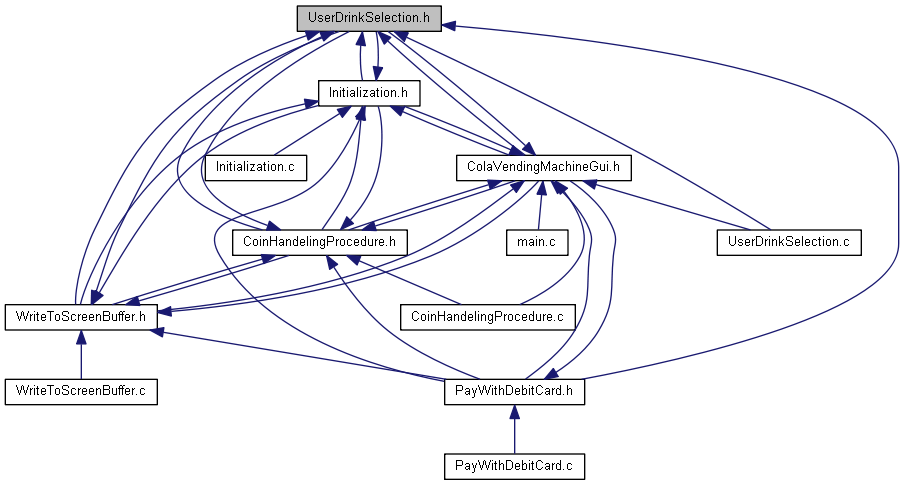 UserDrinkSelection.h
Initialization.h
Initialization.c
ColaVendingMachineGui.h
CoinHandelingProcedure.h
main.c
UserDrinkSelection.c
WriteToScreenBuffer.h
CoinHandelingProcedure.c
WriteToScreenBuffer.c
PayWithDebitCard.h
PayWithDebitCard.c